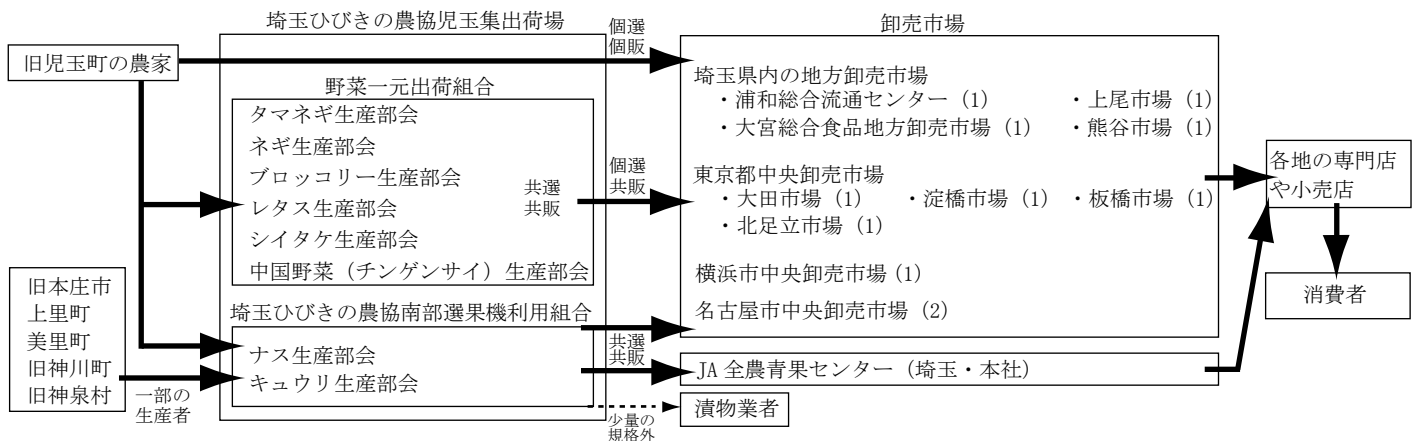 埼玉ひびきの農協児玉集出荷場
個選
個販
卸売市場
旧児玉町の農家
野菜一元出荷組合
タマネギ生産部会
ネギ生産部会
ブロッコリー生産部会
レタス生産部会
シイタケ生産部会
中国野菜（チンゲンサイ）生産部会
共選
共販
個選
共販
埼玉県内の地方卸売市場
・浦和総合流通センター（1） ・上尾市場（1）
・大宮総合食品地方卸売市場（1） ・熊谷市場（1）
東京都中央卸売市場
・大田市場（1） ・淀橋市場（1） ・板橋市場（1）
・北足立市場（1）
横浜市中央卸売市場（1）
名古屋市中央卸売市場（2）
各地の専門店
や小売店
消費者
旧本庄市
上里町
美里町
旧神川町
旧神泉村
一部の
生産者
埼玉ひびきの農協南部選果機利用組合
ナス生産部会
キュウリ生産部会
共選
共販
JA 全農青果センター（埼玉・本社）
少量の
規格外
漬物業者